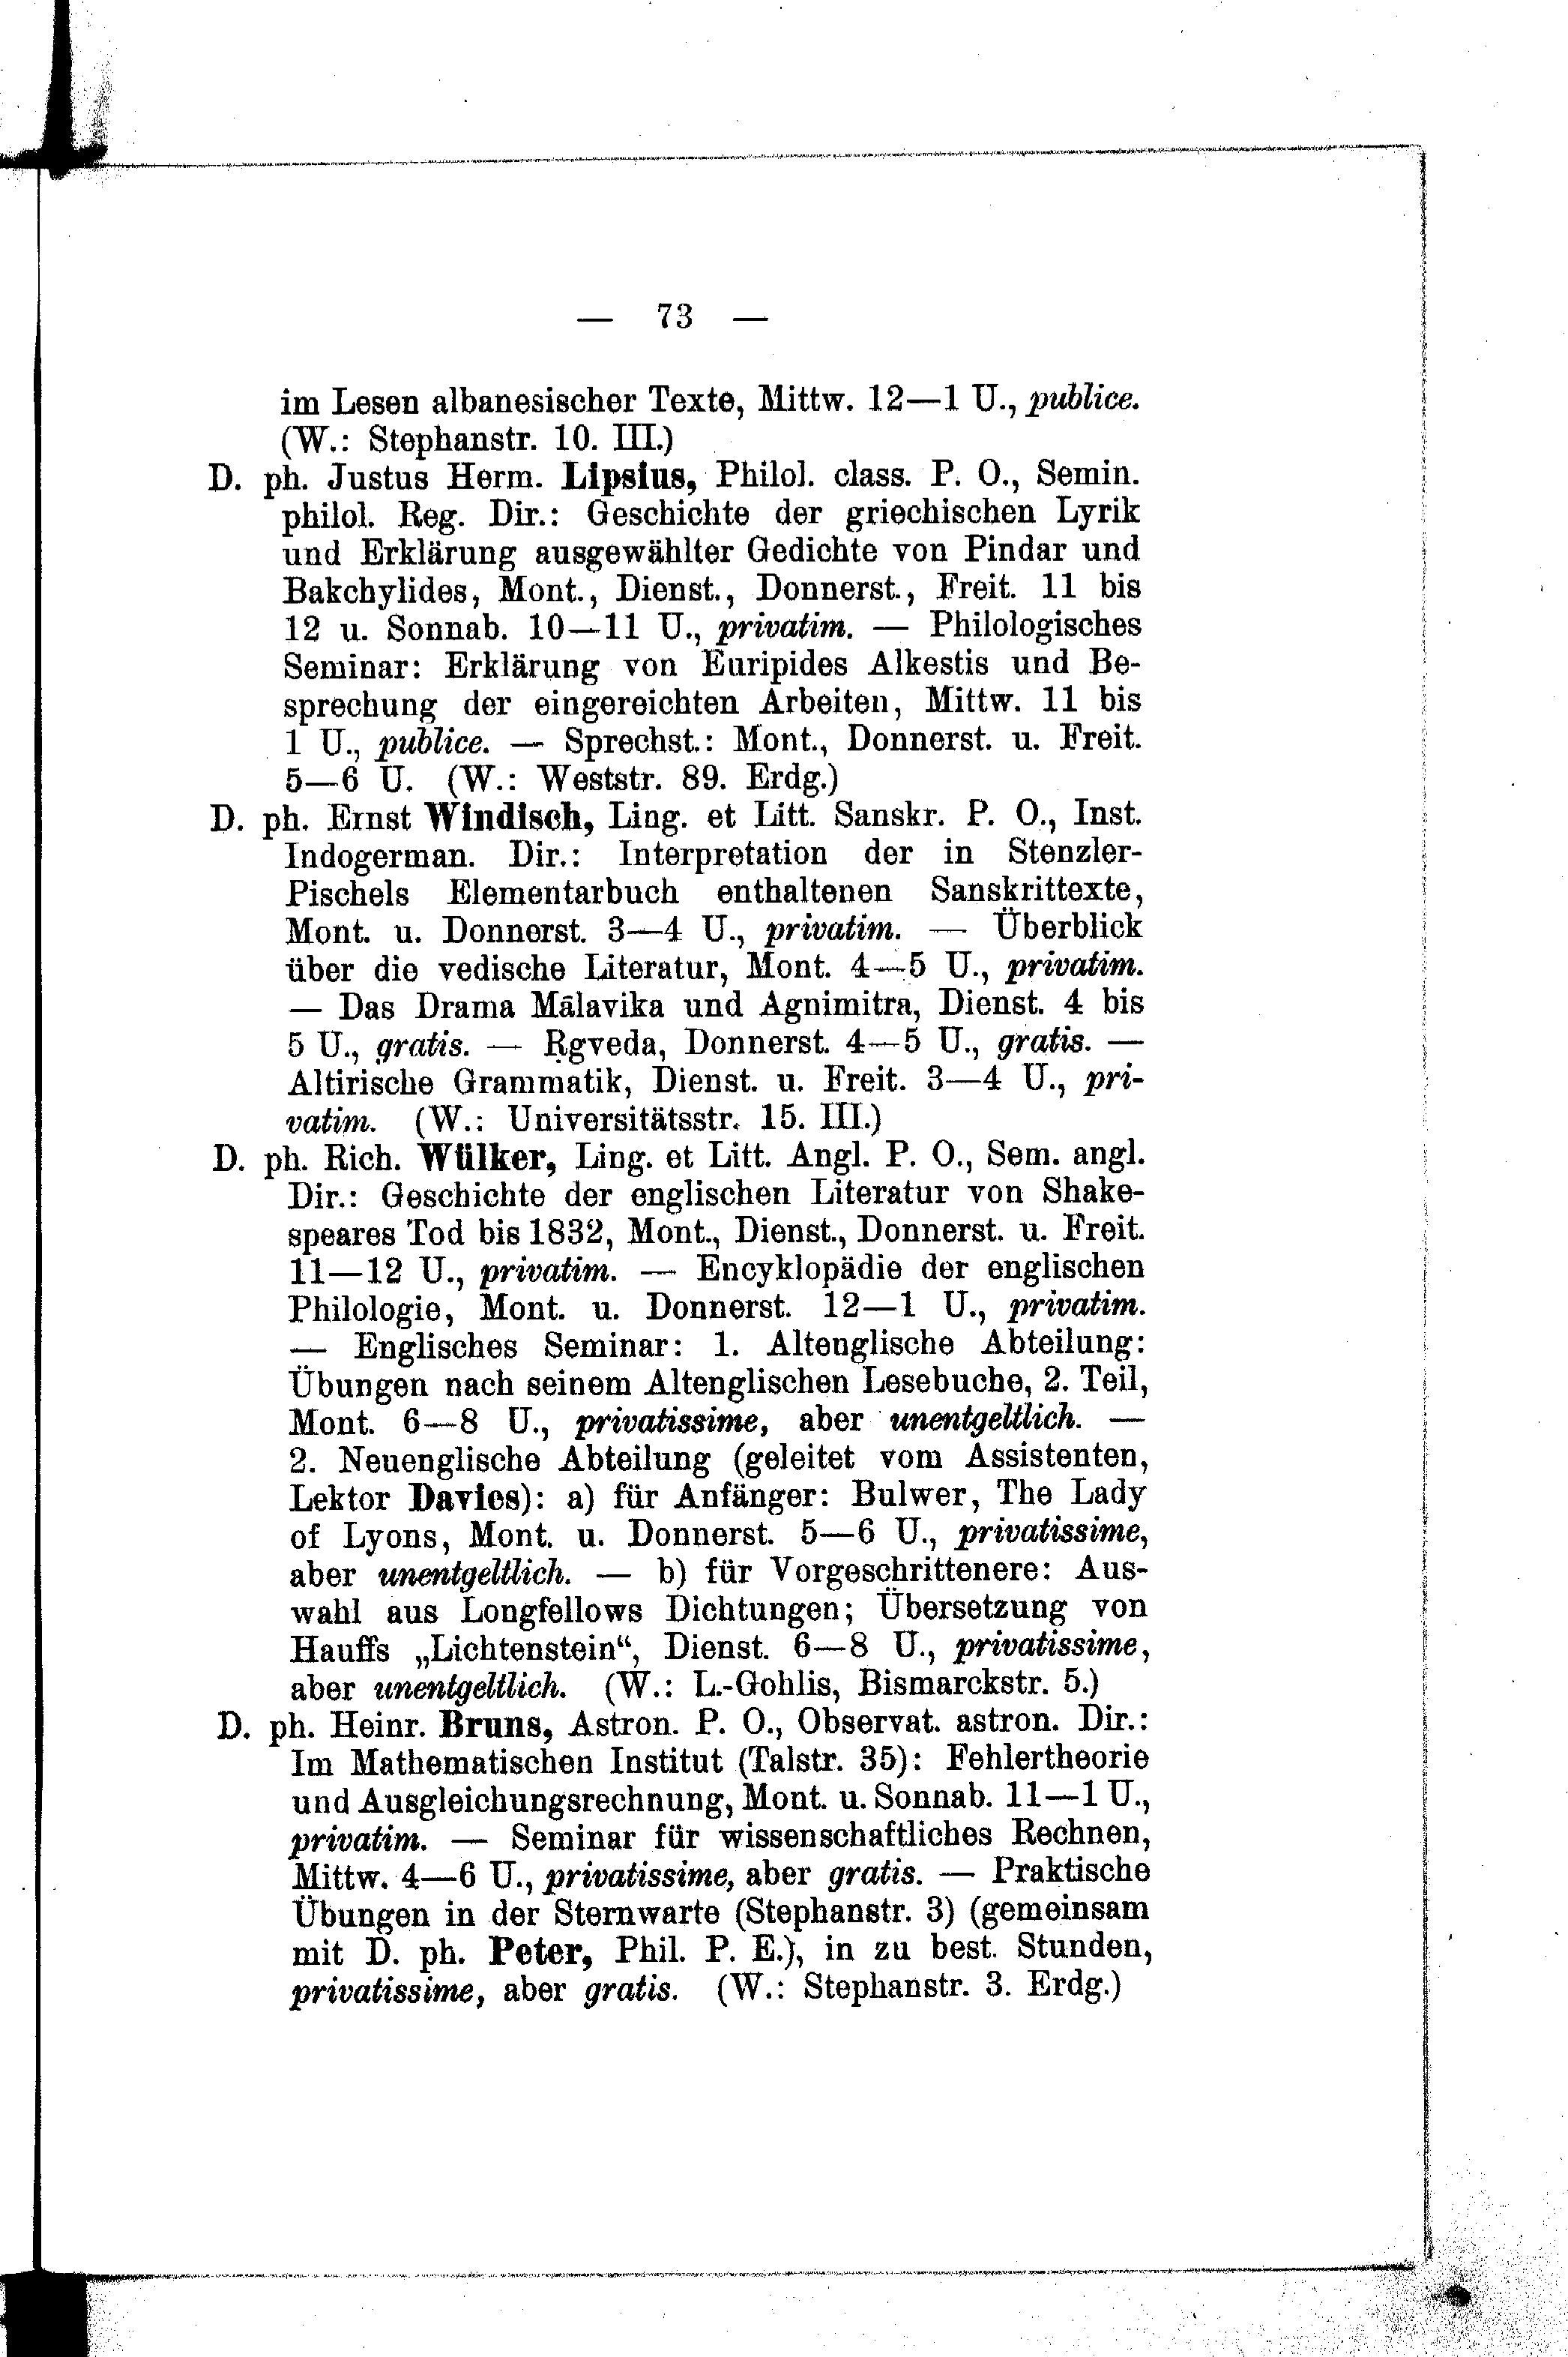 — 73 —
im Lesen albanesischer Texte, Mittw. 12—1 U., publice.
(W.: Stephanstr. 10. III.)
D. ph. Justus Herm. Lipsius, Philol. class. P. O., Semin.
philol. Reg. Dir.: Geschichte der griechischen Lyrik
und Erklärung ausgewählter Gedichte von Pindar und
Bakchylides, Mont., Dienst., Donnerst., Freit. 11 bis
12 u. Sonnab. 10—11 U., privatim. — Philologisches
Seminar: Erklärung von Euripides Alkestis und Be-
sprechung der eingereichten Arbeiten, Mittw. 11 bis
1 U., publice. — Sprechst.: Mont., Donnerst. u. Freit.
5—6 U. (W.: Weststr. 89. Erdg.)
D. ph. Ernst Windisch, Ling. et Litt. Sanskr. P. O., Inst.
Indogerman. Dir.: Interpretation der in Stenzler-
Pischels Elementarbuch enthaltenen Sanskrittexte,
Mont. u. Donnerst. 3—4 U., privatim. — Überblick
über die vedische Literatur, Mont. 4—5 U., privatim.
— Das Drama Mālavika und Agnimitra, Dienst. 4 bis
5 U., gratis. — Ṛgveda, Donnerst. 4—5 U., gratis. —
Altirische Grammatik, Dienst. u. Freit. 3—4 U., pri-
vatim. (W.: Universitätsstr. 15. III.)
D. ph. Rich. Wülker, Ling. et Litt. Angl. P. O., Sem. angl.
Dir.: Geschichte der englischen Literatur von Shake-
speares Tod bis 1832, Mont., Dienst., Donnerst. u. Freit.
11—12 U., privatim. — Encyklopädie der englischen
Philologie, Mont. u. Donnerst. 12—1 U., privatim.
— Englisches Seminar: 1. Altenglische Abteilung:
Übungen nach seinem Altenglischen Lesebuche, 2. Teil,
Mont. 6—8 U., privatissime, aber unentgeltlich. —
2. Neuenglische Abteilung (geleitet vom Assistenten,
Lektor Davies): a) für Anfänger: Bulwer, The Lady
of Lyons, Mont. u. Donnerst. 5—6 U., privatissime,
aber unentgeltlich. — b) für Vorgeschrittenere: Aus-
wahl aus Longfellows Dichtungen; Übersetzung von
Hauffs „Lichtenstein“, Dienst. 6—8 U., privatissime,
aber unentgeltlich. (W.: L.-Gohlis, Bismarckstr. 5.)
D. ph. Heinr. Bruns, Astron. P. O., Observat. astron. Dir.:
Im Mathematischen Institut (Talstr. 35): Fehlertheorie
und Ausgleichungsrechnung, Mont. u. Sonnab. 11—1 U.,
privatim. — Seminar für wissenschaftliches Rechnen,
Mittw. 4—6 U., privatissime, aber gratis. — Praktische
Übungen in der Sternwarte (Stephanstr. 3) (gemeinsam
mit D. ph. Peter, Phil. P. E.), in zu best. Stunden,
privatissime, aber gratis. (W.: Stephanstr. 3. Erdg.)